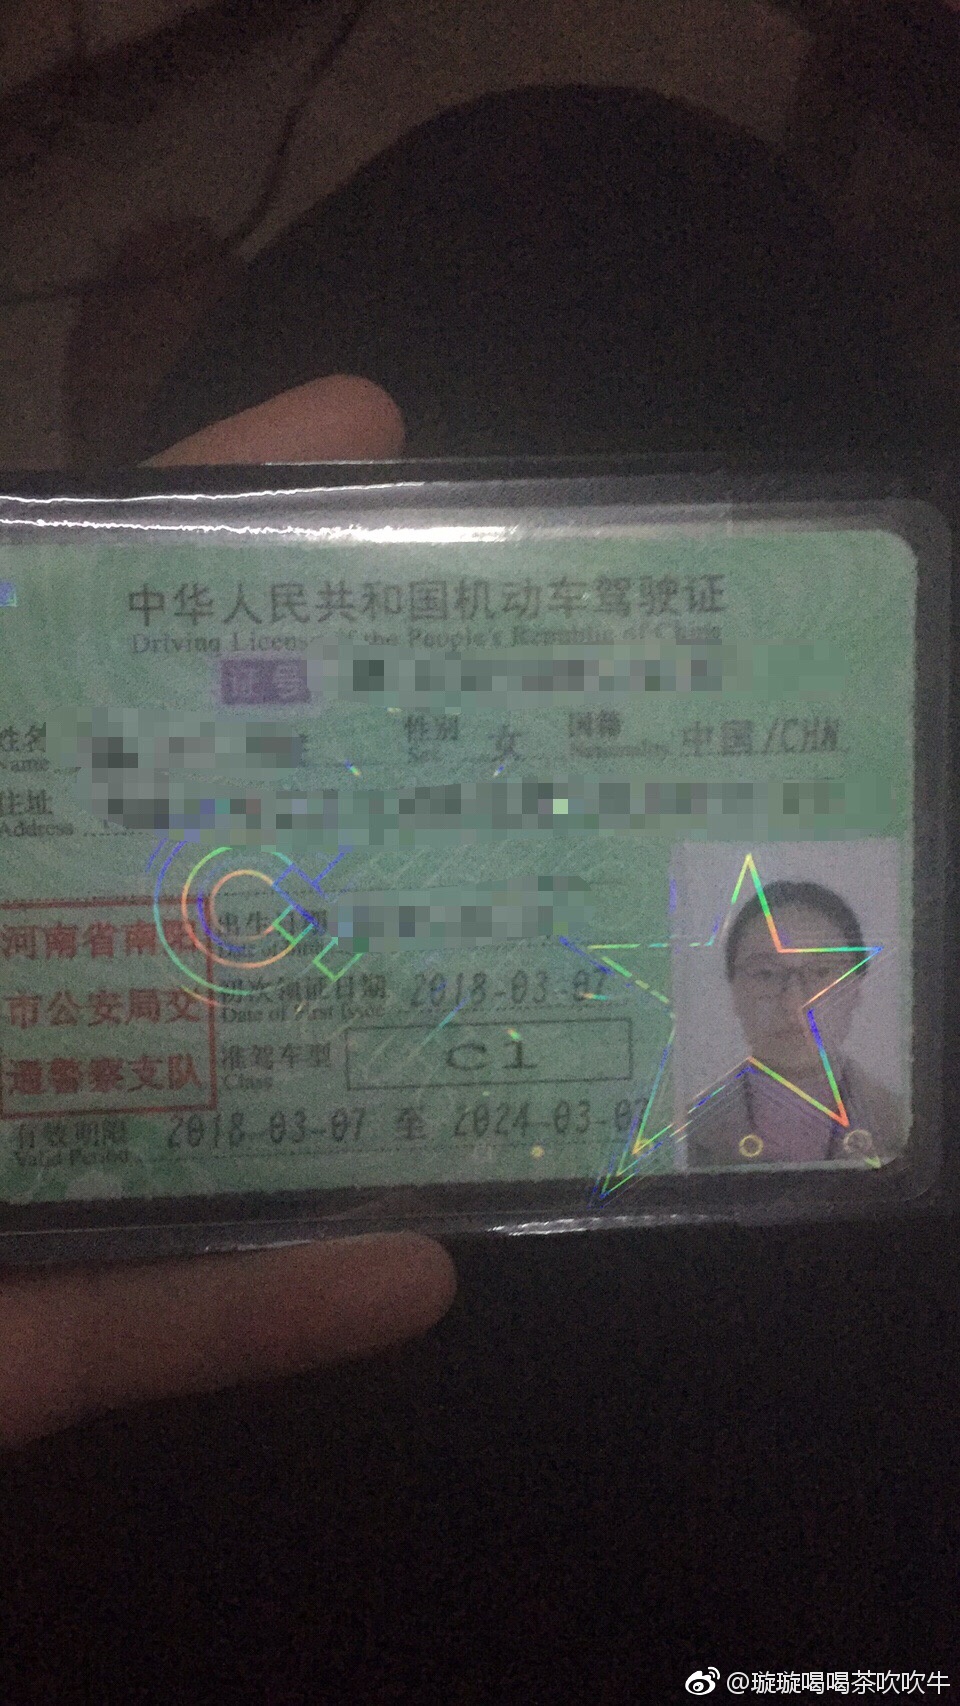 中华人民共和国机动车驾驶证
Driving License of the People's Republic of China
证号
姓名 性别 女 国籍 中国/CHN
Name Sex Nationality
住址
Address
河南省南阳
市公安局交
通警察支队
出生日期
Date of Birth
初次领证日期 2018-03-07
Date of First Issue
准驾车型 C1
Class
有效期限 2018-03-07 至 2024-03-07
Valid Period
@璇璇喝喝茶吹吹牛